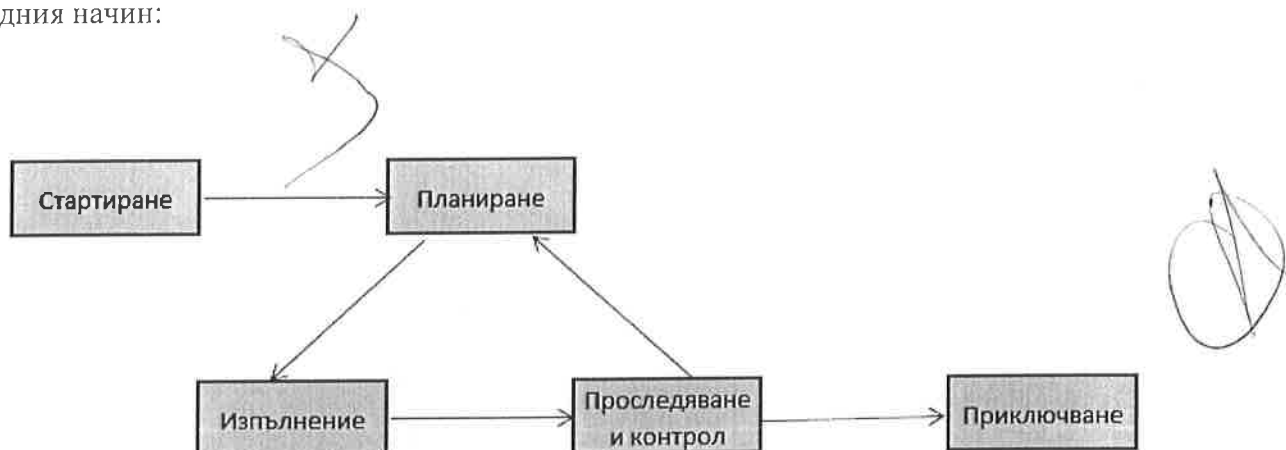 дния начин:
Стартиране
Планиране
Изпълнение
Проследяване
и контрол
Приключване